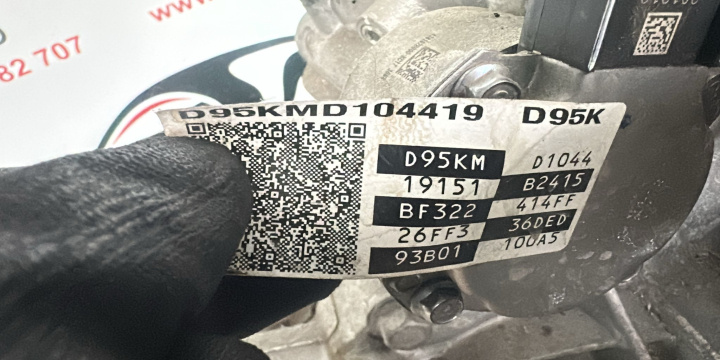 82 707
D95KMD104419 D95K
D95KM D1044
19151 B2415
BF322 414FF
26FF3 36DED
93B01 100A5